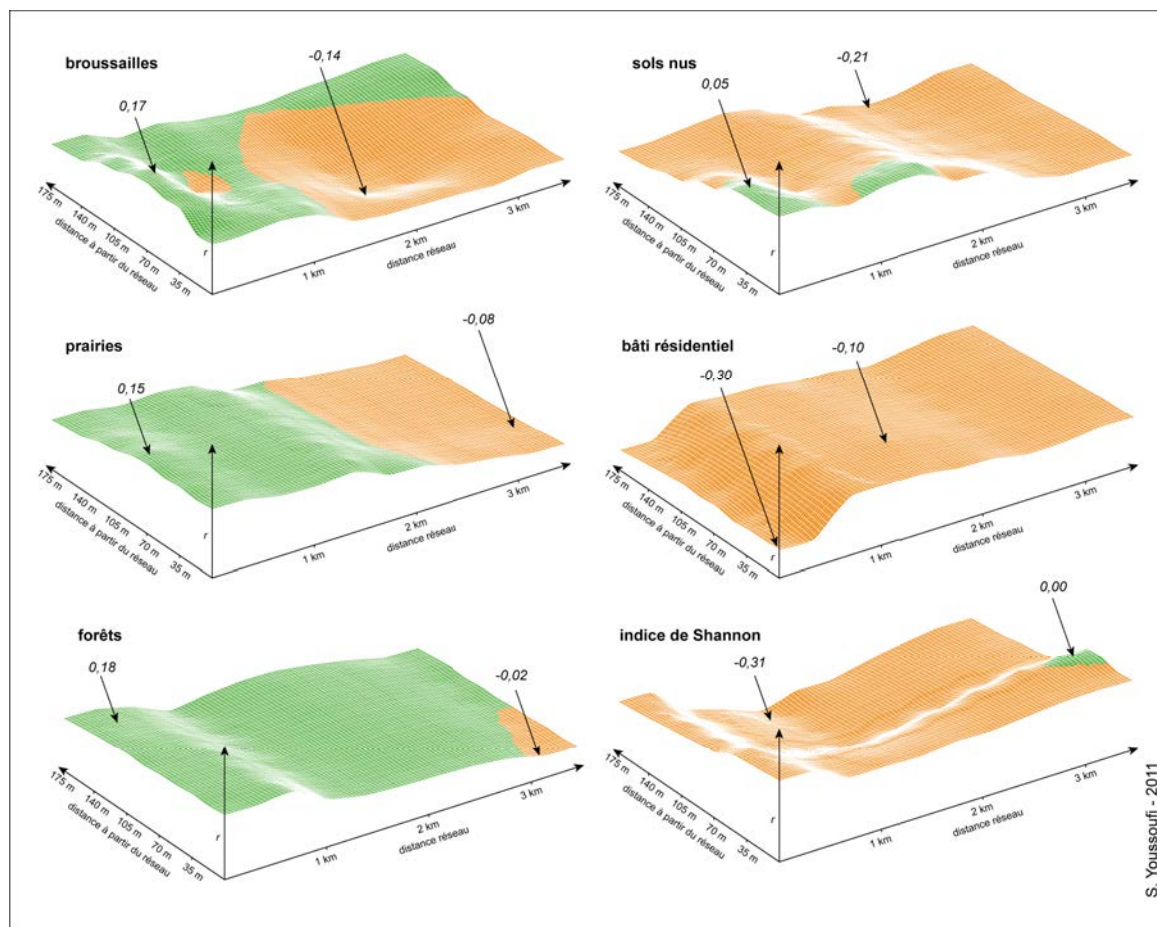 broussailles
-0,14
0,17
175 m
140 m
105 m
70 m
35 m
distance à partir du réseau
r
1 km
2 km
3 km
distance réseau
sols nus
-0,21
0,05
175 m
140 m
105 m
70 m
35 m
distance à partir du réseau
r
1 km
2 km
3 km
distance réseau
prairies
-0,08
0,15
175 m
140 m
105 m
70 m
35 m
distance à partir du réseau
r
1 km
2 km
3 km
distance réseau
bâti résidentiel
-0,10
-0,30
175 m
140 m
105 m
70 m
35 m
distance à partir du réseau
r
1 km
2 km
3 km
distance réseau
forêts
0,18
-0,02
175 m
140 m
105 m
70 m
35 m
distance à partir du réseau
r
1 km
2 km
3 km
distance réseau
indice de Shannon
0,00
-0,31
175 m
140 m
105 m
70 m
35 m
distance à partir du réseau
r
1 km
2 km
3 km
distance réseau
S. Youssoufi - 2011